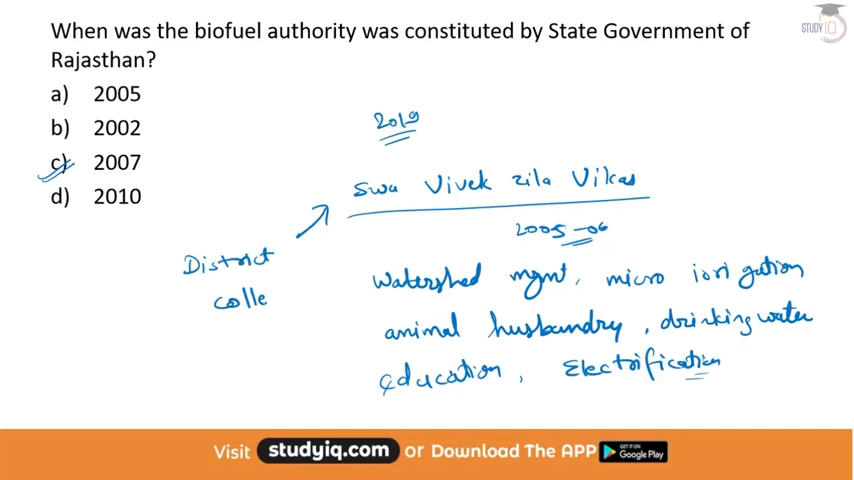 STUDY IQ
When was the biofuel authority was constituted by State Government of
Rajasthan?
a) 2005
b) 2002
c) 2007
d) 2010
2019
Swa Vivek Zila Vikas
2005-06
District
colle
Watershed mgmt, micro irrigation
animal husbandry, drinking water
education, Electrification
Visit studyiq.com or Download The APP GET IT ON Google Play